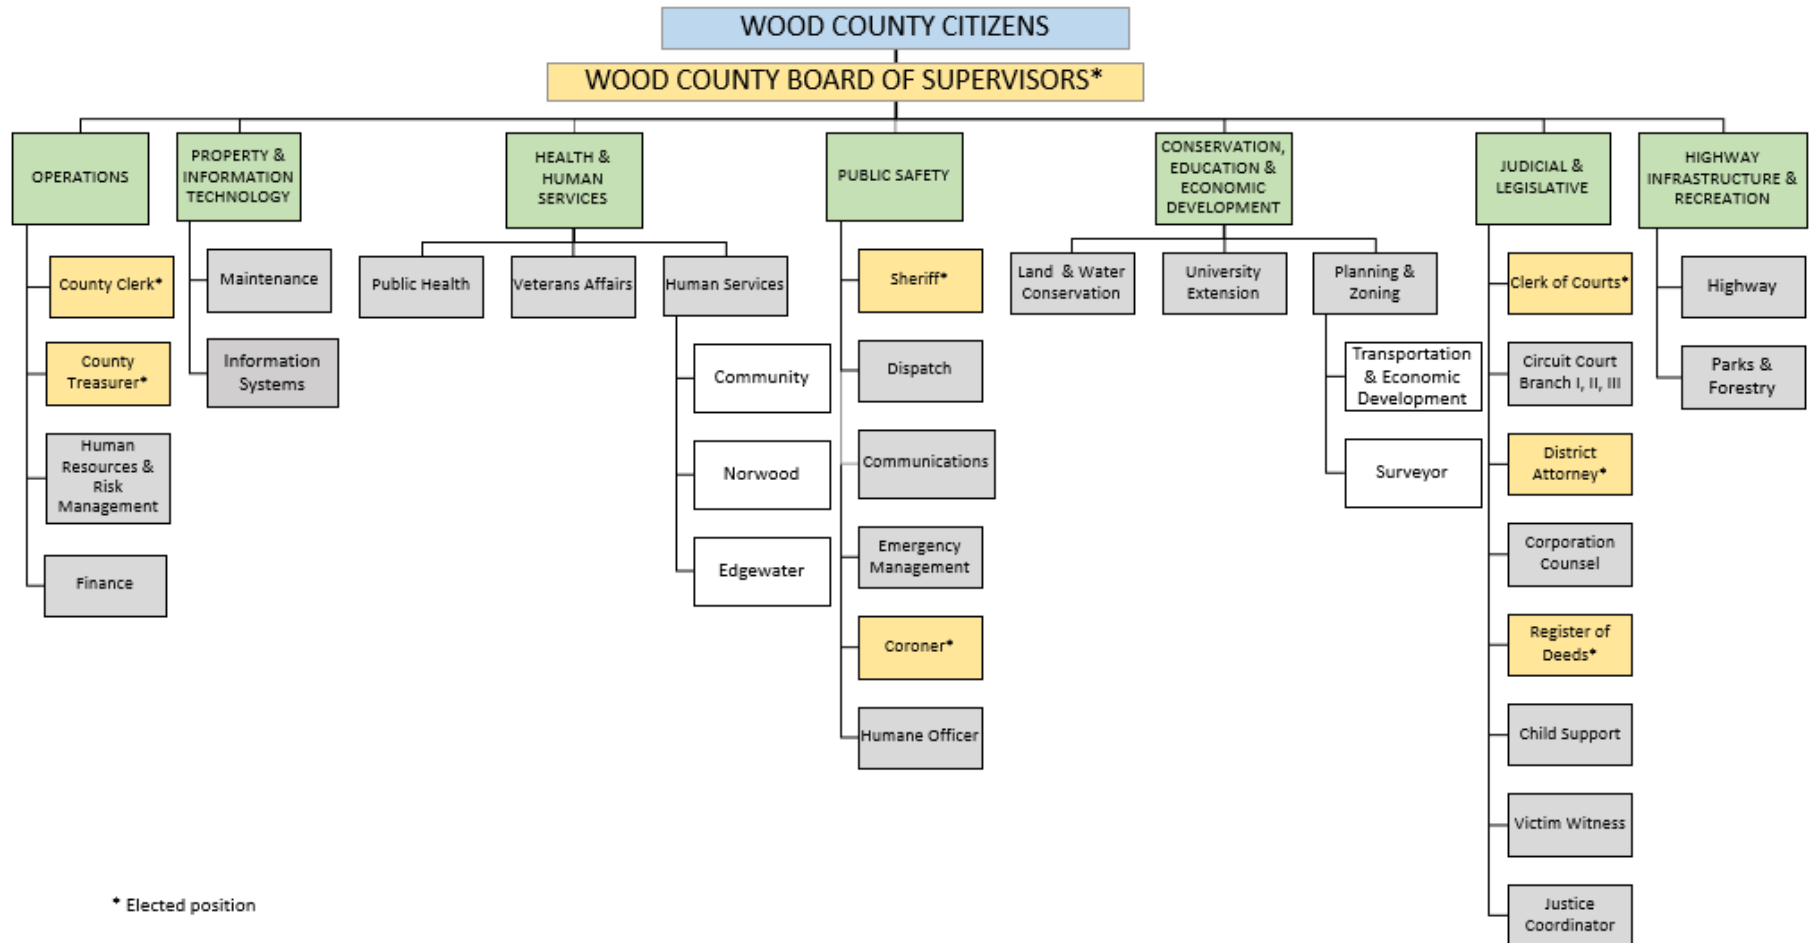 WOOD COUNTY CITIZENS
WOOD COUNTY BOARD OF SUPERVISORS*
OPERATIONS
County Clerk*
County
Treasurer*
Human
Resources &
Risk
Management
Finance
PROPERTY &
INFORMATION
TECHNOLOGY
Maintenance
Information
Systems
HEALTH &
HUMAN
SERVICES
Public Health
Veterans Affairs
Human Services
Community
Norwood
Edgewater
PUBLIC SAFETY
Sheriff*
Dispatch
Communications
Emergency
Management
Coroner*
Humane Officer
CONSERVATION,
EDUCATION &
ECONOMIC
DEVELOPMENT
Land & Water
Conservation
University
Extension
Planning &
Zoning
Transportation
& Economic
Development
Surveyor
JUDICIAL &
LEGISLATIVE
Clerk of Courts*
Circuit Court
Branch I, II, III
District
Attorney*
Corporation
Counsel
Register of
Deeds*
Child Support
Victim Witness
Justice
Coordinator
HIGHWAY
INFRASTRUCTURE &
RECREATION
Highway
Parks &
Forestry
* Elected position